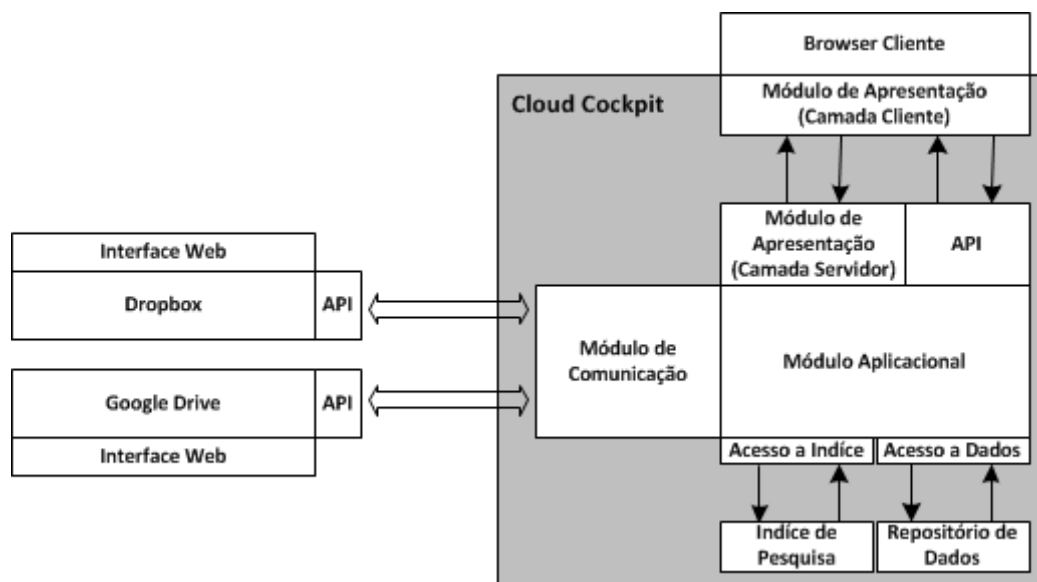 Browser Cliente
Cloud Cockpit
Módulo de Apresentação
(Camada Cliente)
Módulo de
Apresentação
(Camada Servidor)
API
Interface Web
Dropbox
API
Módulo de
Comunicação
Módulo Aplicacional
Google Drive
API
Interface Web
Acesso a Indíce
Acesso a Dados
Indíce de
Pesquisa
Repositório de
Dados